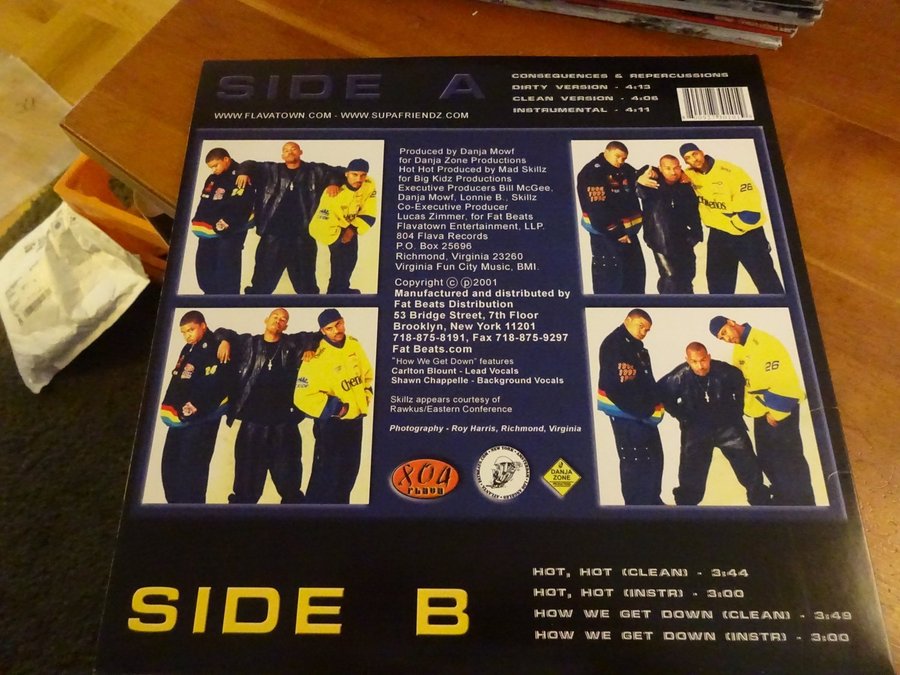 SIDE A
CONSEQUENCES & REPERCUSSIONS
DIRTY VERSION - 4:13
CLEAN VERSION - 4:06
INSTRUMENTAL - 4:11
WWW.FLAVATOWN.COM - WWW.SUPAFRIENDZ.COM
Produced by Danja Mowf
for Danja Zone Productions
Hot Hot Produced by Mad Skillz
for Big Kidz Productions
Executive Producers Bill McGee,
Danja Mowf, Lonnie B., Skillz
Co-Executive Producer
Lucas Zimmer, for Fat Beats
Flavatown Entertainment, LLP.
804 Flava Records
P.O. Box 25696
Richmond, Virginia 23260
Virginia Fun City Music, BMI.
Copyright ⓒ ⓟ2001
Manufactured and distributed by
Fat Beats Distribution
53 Bridge Street, 7th Floor
Brooklyn, New York 11201
718-875-8191, Fax 718-875-9297
Fat Beats.com
"How We Get Down" features
Carlton Blount - Lead Vocals
Shawn Chappelle - Background Vocals
Skillz appears courtesy of
Rawkus/Eastern Conference
Photography - Roy Harris, Richmond, Virginia
804
FLAVA
DANJA
ZONE
SIDE B
HOT, HOT (CLEAN) - 3:44
HOT, HOT (INSTR) - 3:00
HOW WE GET DOWN (CLEAN) - 3:49
HOW WE GET DOWN (INSTR) - 3:00